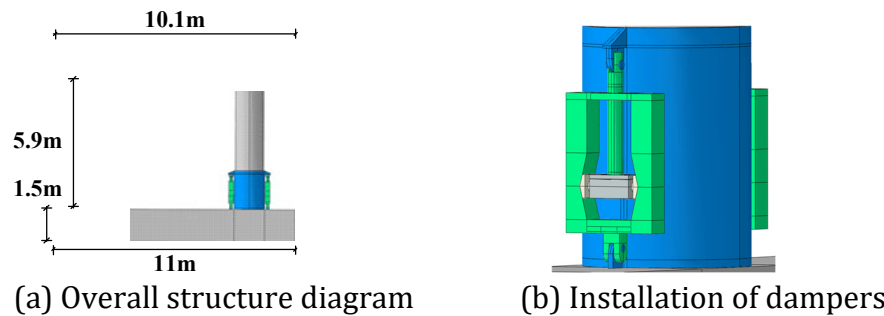 10.1m
5.9m
1.5m
11m
(a) Overall structure diagram
(b) Installation of dampers